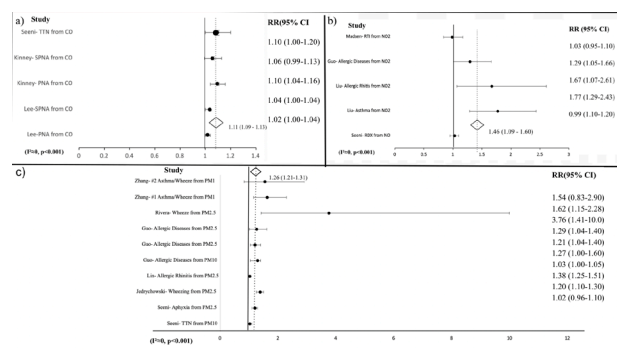 a)
Study
RR(95% CI
Seeni- TTN from CO
1.10 (1.00-1.20)
Kinney- SPNA from CO
1.06 (0.99-1.13)
Kinney- PNA from CO
1.10 (1.04-1.16)
Lee-SPNA from CO
1.04 (1.00-1.04)
1.11 (1.09 - 1.13)
Lee-PNA from CO
1.02 (1.00-1.04)
(I²=0, p<0.001)
0 0.2 0.4 0.6 0.8 1 1.2 1.4
b)
Study
RR (95% CI)
Madsen- RTI from NO2
1.03 (0.95-1.10)
Guo- Allergic Diseases from NO2
1.29 (1.05-1.66)
Liu- Allergic Rhitis from NO2
1.67 (1.07-2.61)
Liu- Asthma from NO2
1.77 (1.29-2.43)
1.46 (1.09 - 1.60)
Seeni- RDX from NO
0.99 (1.10-1.20)
(I²=0, p<0.001)
0 0.5 1 1.5 2 2.5 3
c)
Study
RR(95% CI)
1.26 (1.21-1.31)
Zhang- #2 Asthma/Wheeze from PM1
1.54 (0.83-2.90)
Zhang- #1 Asthma/Wheeze from PM1
1.62 (1.15-2.28)
Rivera- Wheeze from PM2.5
3.76 (1.41-10.0)
Guo- Allergic Diseases from PM2.5
1.29 (1.04-1.40)
Guo- Allergic Diseases from PM2.5
1.21 (1.04-1.40)
Guo- Allergic Diseases from PM10
1.27 (1.00-1.60)
Liu- Allergic Rhinitis from PM2.5
1.03 (1.00-1.05)
Jedrychowski- Wheezing from PM2.5
1.38 (1.25-1.51)
Seeni- Aphyxia from PM2.5
1.20 (1.10-1.30)
Seeni- TTN from PM10
1.02 (0.96-1.10)
(I²=0, p<0.001)
0 2 4 6 8 10 12